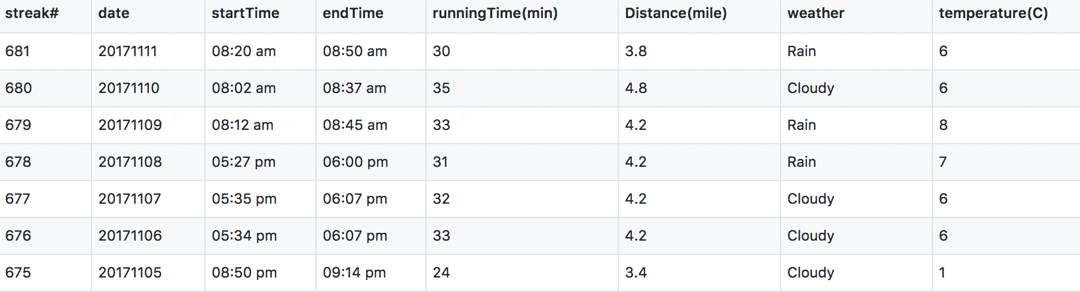 streak# date startTime endTime runningTime(min) Distance(mile) weather temperature(C)
681 20171111 08:20 am 08:50 am 30 3.8 Rain 6
680 20171110 08:02 am 08:37 am 35 4.8 Cloudy 6
679 20171109 08:12 am 08:45 am 33 4.2 Rain 8
678 20171108 05:27 pm 06:00 pm 31 4.2 Rain 7
677 20171107 05:35 pm 06:07 pm 32 4.2 Cloudy 6
676 20171106 05:34 pm 06:07 pm 33 4.2 Cloudy 6
675 20171105 08:50 pm 09:14 pm 24 3.4 Cloudy 1